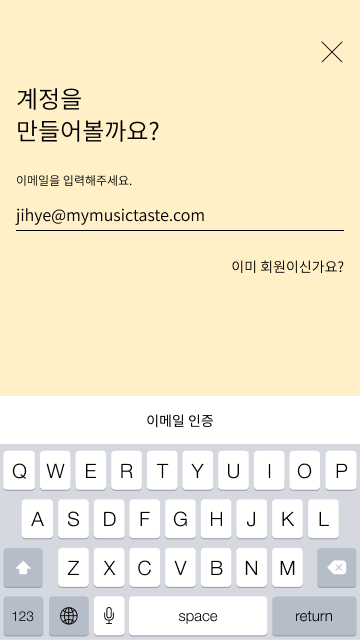 계정을
만들어볼까요?
이메일을 입력해주세요.
jihye@mymusictaste.com
이미 회원이신가요?
이메일 인증
Q W E R T Y U I O P
A S D F G H J K L
Z X C V B N M
123 space return